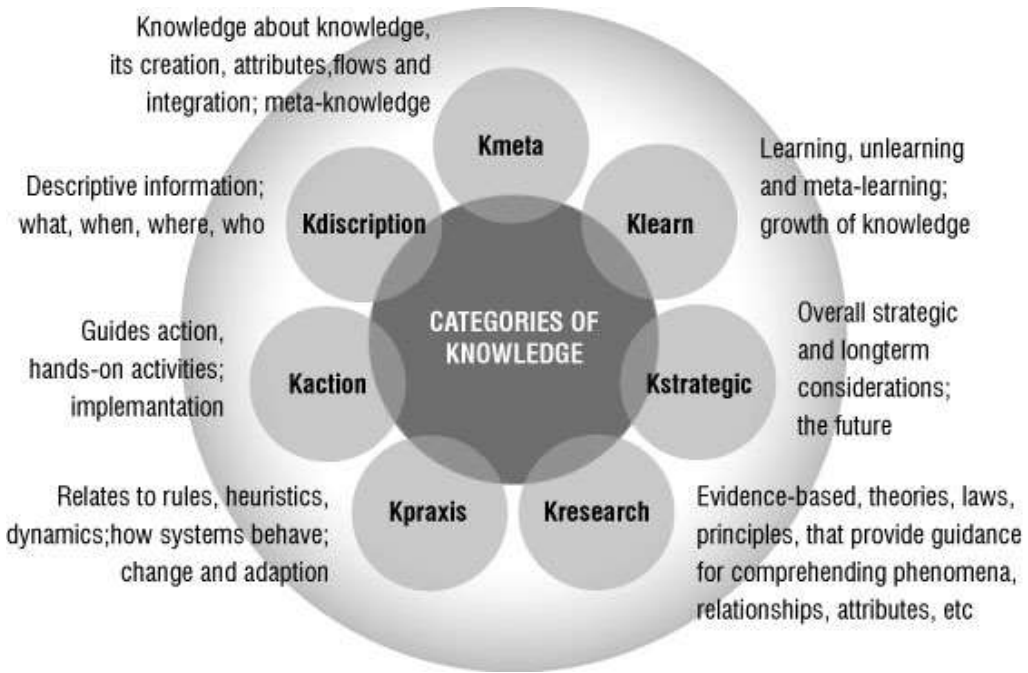 Knowledge about knowledge,
its creation, attributes,flows and
integration; meta-knowledge
Kmeta
Learning, unlearning
and meta-learning;
growth of knowledge
Klearn
Descriptive information;
what, when, where, who
Kdiscription
CATEGORIES OF
KNOWLEDGE
Guides action,
hands-on activities;
implemantation
Kaction
Kstrategic
Overall strategic
and longterm
considerations;
the future
Relates to rules, heuristics,
dynamics;how systems behave;
change and adaption
Kpraxis
Kresearch
Evidence-based, theories, laws,
principles, that provide guidance
for comprehending phenomena,
relationships, attributes, etc